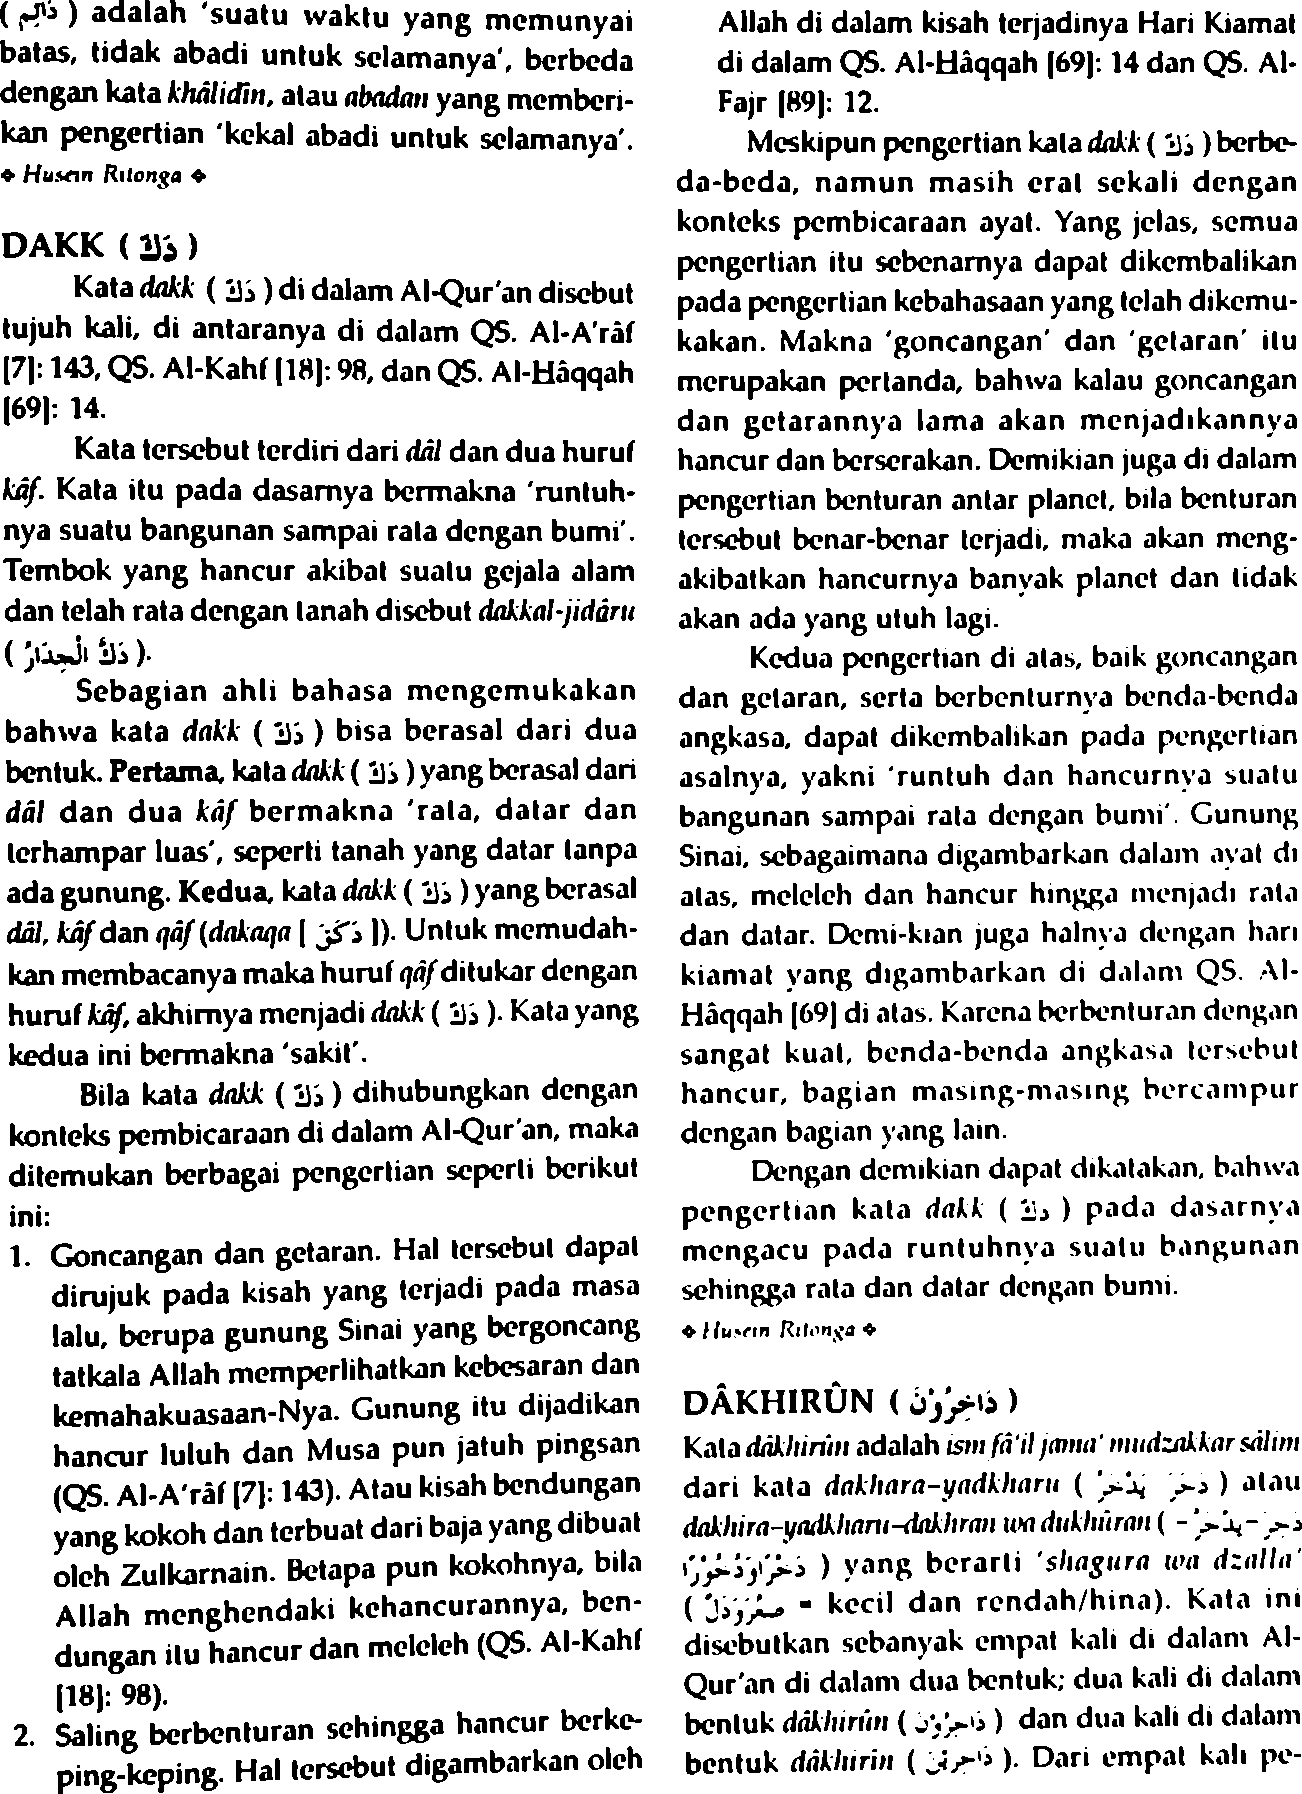 ( دَائِم ) adalah 'suatu waktu yang memunyai
batas, tidak abadi untuk selamanya', berbeda
dengan kata khâlidîn, atau abadan yang memberi-
kan pengertian 'kekal abadi untuk selamanya'.
✦ Husein Ritonga ✦
DAKK ( دَكّ )
Kata dakk ( دَكّ ) di dalam Al-Qur'an disebut
tujuh kali, di antaranya di dalam QS. Al-A'râf
[7]: 143, QS. Al-Kahf [18]: 98, dan QS. Al-Hâqqah
[69]: 14.
Kata tersebut terdiri dari dâl dan dua huruf
kâf. Kata itu pada dasarnya bermakna 'runtuh-
nya suatu bangunan sampai rata dengan bumi'.
Tembok yang hancur akibat suatu gejala alam
dan telah rata dengan tanah disebut dakkal-jidâru
( دَكَّ الْجِدَارُ ).
Sebagian ahli bahasa mengemukakan
bahwa kata dakk ( دَكّ ) bisa berasal dari dua
bentuk. Pertama, kata dakk ( دَكّ ) yang berasal dari
dâl dan dua kâf bermakna 'rata, datar dan
terhampar luas', seperti tanah yang datar tanpa
ada gunung. Kedua, kata dakk ( دَكّ ) yang berasal
dâl, kâf dan qâf (dakaqa [ دَكَقَ ]). Untuk memudah-
kan membacanya maka huruf qâf ditukar dengan
huruf kâf, akhirnya menjadi dakk ( دَكّ ). Kata yang
kedua ini bermakna 'sakit'.
Bila kata dakk ( دَكّ ) dihubungkan dengan
konteks pembicaraan di dalam Al-Qur'an, maka
ditemukan berbagai pengertian seperti berikut
ini:
1. Goncangan dan getaran. Hal tersebut dapat
dirujuk pada kisah yang terjadi pada masa
lalu, berupa gunung Sinai yang bergoncang
tatkala Allah memperlihatkan kebesaran dan
kemahakuasaan-Nya. Gunung itu dijadikan
hancur luluh dan Musa pun jatuh pingsan
(QS. Al-A'râf [7]: 143). Atau kisah bendungan
yang kokoh dan terbuat dari baja yang dibuat
oleh Zulkarnain. Betapa pun kokohnya, bila
Allah menghendaki kehancurannya, ben-
dungan itu hancur dan meleleh (QS. Al-Kahf
[18]: 98).
2. Saling berbenturan sehingga hancur berke-
ping-keping. Hal tersebut digambarkan oleh
Allah di dalam kisah terjadinya Hari Kiamat
di dalam QS. Al-Hâqqah [69]: 14 dan QS. Al-
Fajr [89]: 12.
Meskipun pengertian kata dakk ( دَكّ ) berbe-
da-beda, namun masih erat sekali dengan
konteks pembicaraan ayat. Yang jelas, semua
pengertian itu sebenarnya dapat dikembalikan
pada pengertian kebahasaan yang telah dikemu-
kakan. Makna 'goncangan' dan 'getaran' itu
merupakan pertanda, bahwa kalau goncangan
dan getarannya lama akan menjadikannya
hancur dan berserakan. Demikian juga di dalam
pengertian benturan antar planet, bila benturan
tersebut benar-benar terjadi, maka akan meng-
akibatkan hancurnya banyak planet dan tidak
akan ada yang utuh lagi.
Kedua pengertian di atas, baik goncangan
dan getaran, serta berbenturnya benda-benda
angkasa, dapat dikembalikan pada pengertian
asalnya, yakni 'runtuh dan hancurnya suatu
bangunan sampai rata dengan bumi'. Gunung
Sinai, sebagaimana digambarkan dalam ayat di
atas, meleleh dan hancur hingga menjadi rata
dan datar. Demi-kian juga halnya dengan hari
kiamat yang digambarkan di dalam QS. Al-
Hâqqah [69] di atas. Karena berbenturan dengan
sangat kuat, benda-benda angkasa tersebut
hancur, bagian masing-masing bercampur
dengan bagian yang lain.
Dengan demikian dapat dikatakan, bahwa
pengertian kata dakk ( دَكّ ) pada dasarnya
mengacu pada runtuhnya suatu bangunan
sehingga rata dan datar dengan bumi.
✦ Husein Ritonga ✦
DÂKHIRÛN ( دَاخِرُوْنَ )
Kata dâkhirûn adalah ism fâ'il jama' mudzakkar sâlim
dari kata dakhara–yadkharu ( دَخَرَ يَدْخَرُ ) atau
dakhira–yadkharu–dakhran wa dukhûran ( دَخِرَ – يَدْخَرُ –
دَخْرًا وَدُخُوْرًا ) yang berarti 'shagura wa dzalla'
( صَغُرَ وَذَلَّ = kecil dan rendah/hina). Kata ini
disebutkan sebanyak empat kali di dalam Al-
Qur'an di dalam dua bentuk; dua kali di dalam
bentuk dâkhirûn ( دَاخِرُوْنَ ) dan dua kali di dalam
bentuk dâkhirîn ( دَاخِرِيْنَ ). Dari empat kali pe-